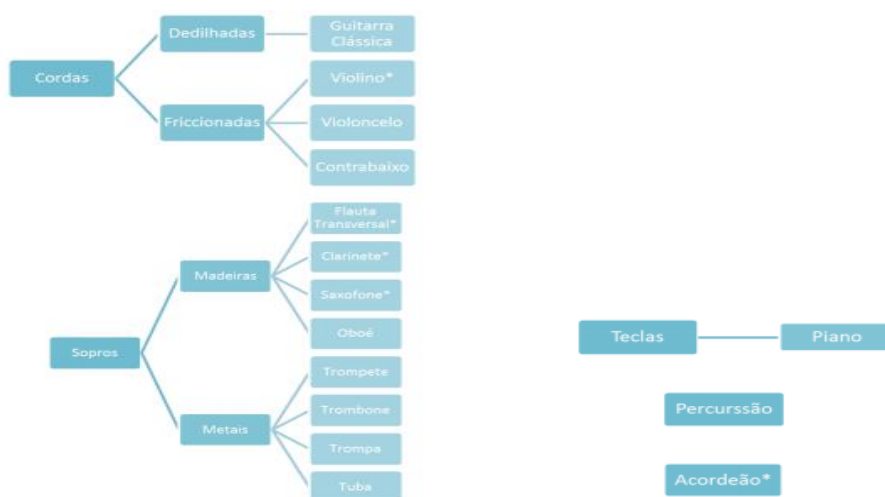 Cordas
Dedilhadas
Guitarra
Clássica
Friccionadas
Violino*
Violoncelo
Contrabaixo
Sopros
Madeiras
Flauta
Transversal*
Clarinete*
Saxofone*
Oboé
Metais
Trompete
Trombone
Trompa
Tuba
Teclas
Piano
Percurssão
Acordeão*